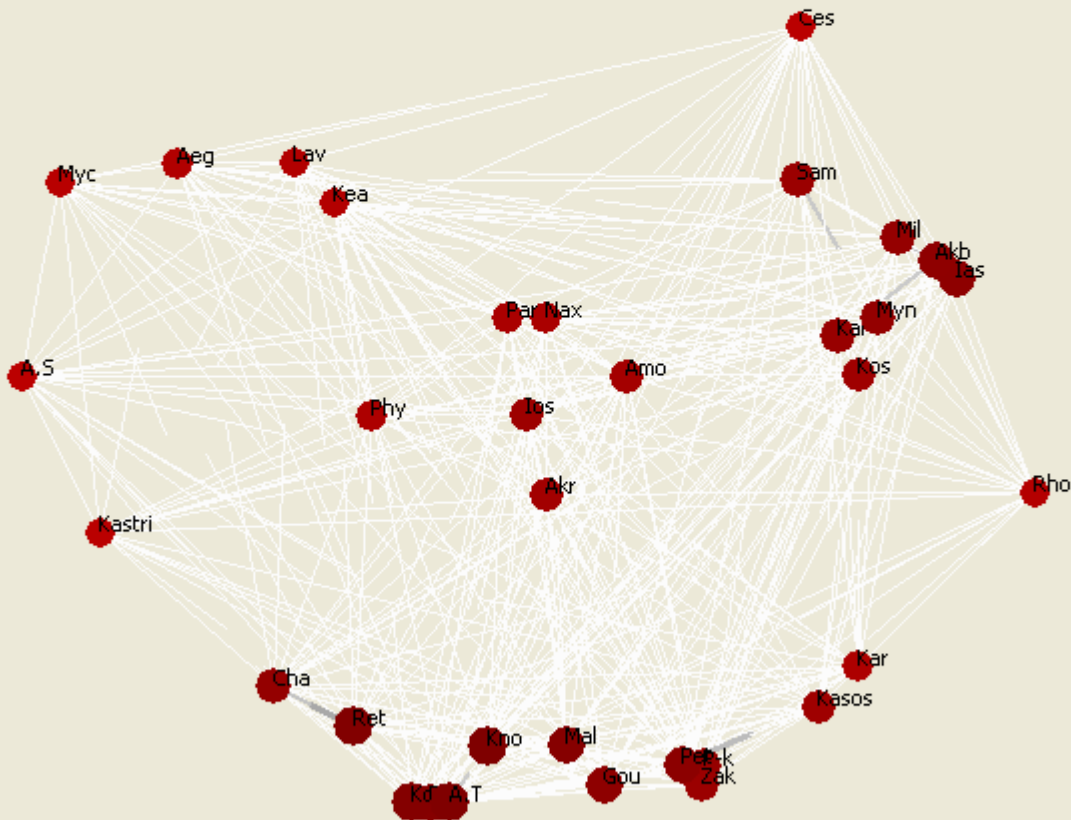 Ces
Aeg
Lav
Myc
Sam
Kea
Mil
Akb
Ias
Par
Nax
Myn
Kal
A.S
Amo
Kos
Phy
Ios
Akr
Rho
Kastri
Kar
Cha
Kasos
Ret
Kno
Mal
Gou
Zak
A.T